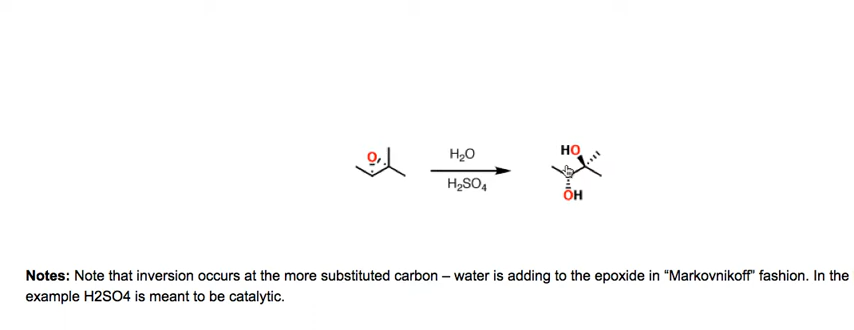 HO
O
H2O
H2SO4
OH
Notes: Note that inversion occurs at the more substituted carbon – water is adding to the epoxide in “Markovnikoff” fashion. In the
example H2SO4 is meant to be catalytic.